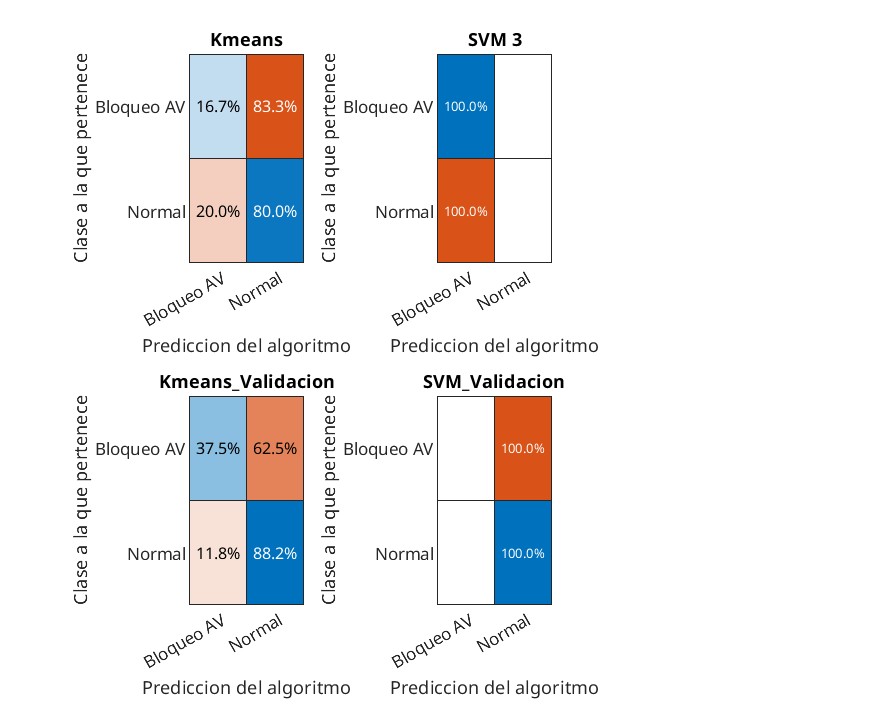 Kmeans
Clase a la que pertenece
Bloqueo AV
16.7%
83.3%
Normal
20.0%
80.0%
Bloqueo AV
Normal
Prediccion del algoritmo
SVM 3
Clase a la que pertenece
Bloqueo AV
100.0%
Normal
100.0%
Bloqueo AV
Normal
Prediccion del algoritmo
Kmeans_Validacion
Clase a la que pertenece
Bloqueo AV
37.5%
62.5%
Normal
11.8%
88.2%
Bloqueo AV
Normal
Prediccion del algoritmo
SVM_Validacion
Clase a la que pertenece
Bloqueo AV
100.0%
Normal
100.0%
Bloqueo AV
Normal
Prediccion del algoritmo